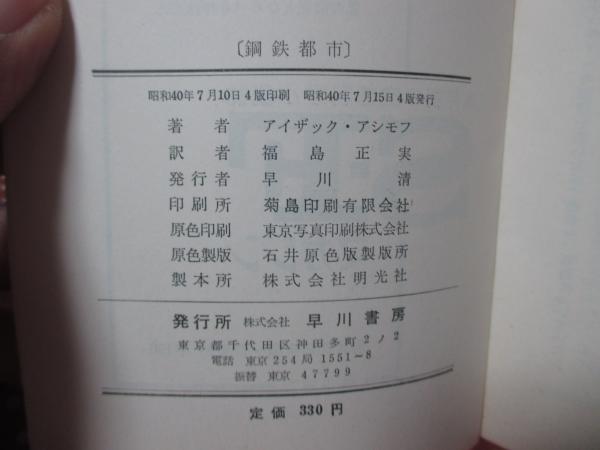 〔鋼鉄都市〕
昭和40年7月10日4版印刷 昭和40年7月15日4版発行
著者 アイザック・アシモフ
訳者 福島正実
発行者 早川清
印刷所 菊島印刷有限会社
原色印刷 東京写真印刷株式会社
原色製版 石井原色版製版所
製本所 株式会社明光社
発行所 株式会社 早川書房
東京都千代田区神田多町2ノ2
電話 東京254局1551~8
振替 東京 47799
定価 330円